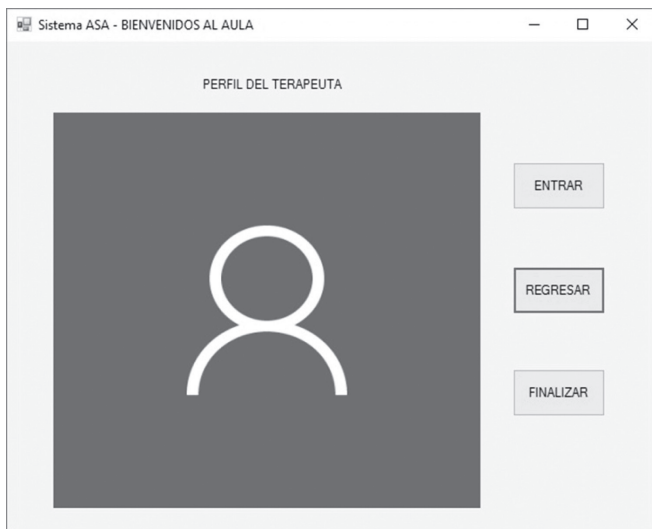 Sistema ASA - BIENVENIDOS AL AULA
PERFIL DEL TERAPEUTA
ENTRAR
REGRESAR
FINALIZAR